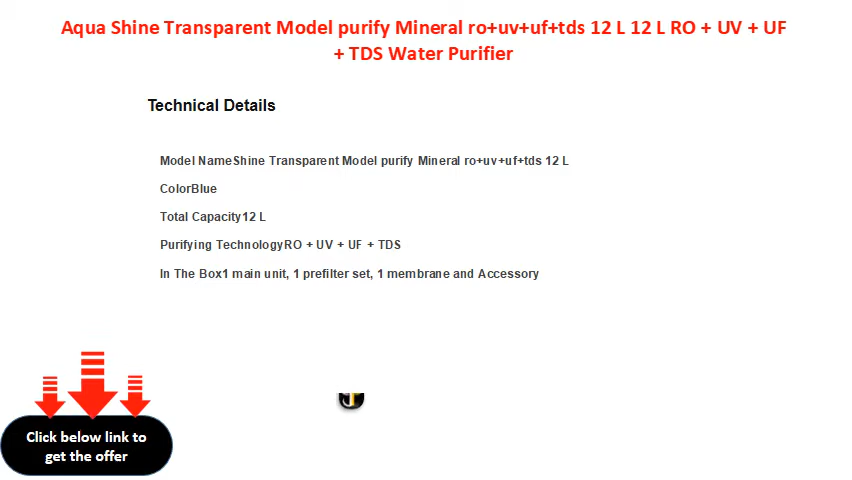 Aqua Shine Transparent Model purify Mineral ro+uv+uf+tds 12 L 12 L RO + UV + UF
+ TDS Water Purifier
Technical Details
Model NameShine Transparent Model purify Mineral ro+uv+uf+tds 12 L
ColorBlue
Total Capacity12 L
Purifying TechnologyRO + UV + UF + TDS
In The Box1 main unit, 1 prefilter set, 1 membrane and Accessory
Click below link to
get the offer